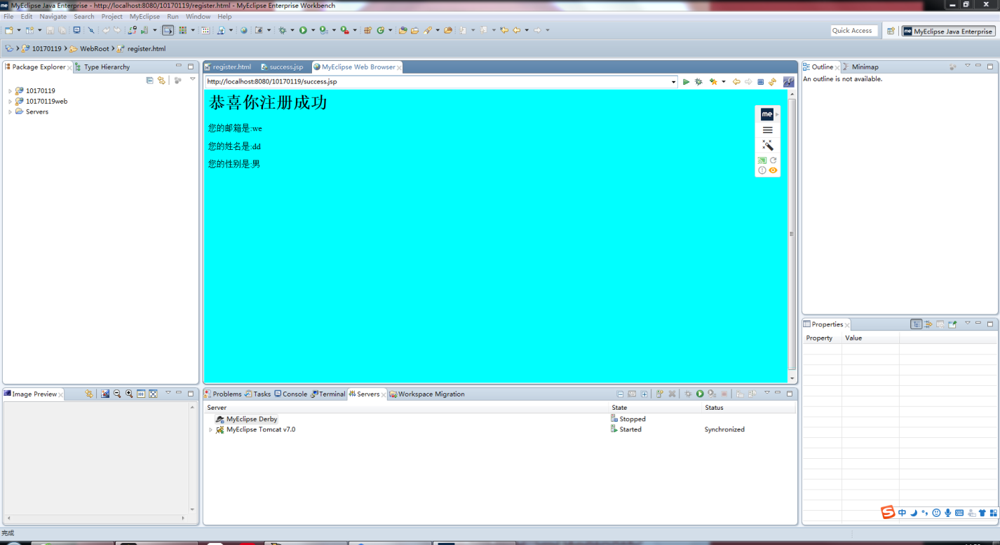 MyEclipse Java Enterprise - http://localhost:8080/10170119/register.html - MyEclipse Enterprise Workbench
File Edit Navigate Search Project MyEclipse Run Window Help
Quick Access
me MyEclipse Java Enterprise
10170119 WebRoot register.html
Package Explorer Type Hierarchy
10170119
10170119web
Servers
register.html success.jsp MyEclipse Web Browser
http://localhost:8080/10170119/success.jsp
恭喜你注册成功
您的邮箱是:we
您的姓名是:dd
您的性别是:男
me
Outline Minimap
An outline is not available.
Properties
Property Value
Image Preview
Problems Tasks Console Terminal Servers Workspace Migration
Server State Status
MyEclipse Derby Stopped
MyEclipse Tomcat v7.0 Started Synchronized
中
完成